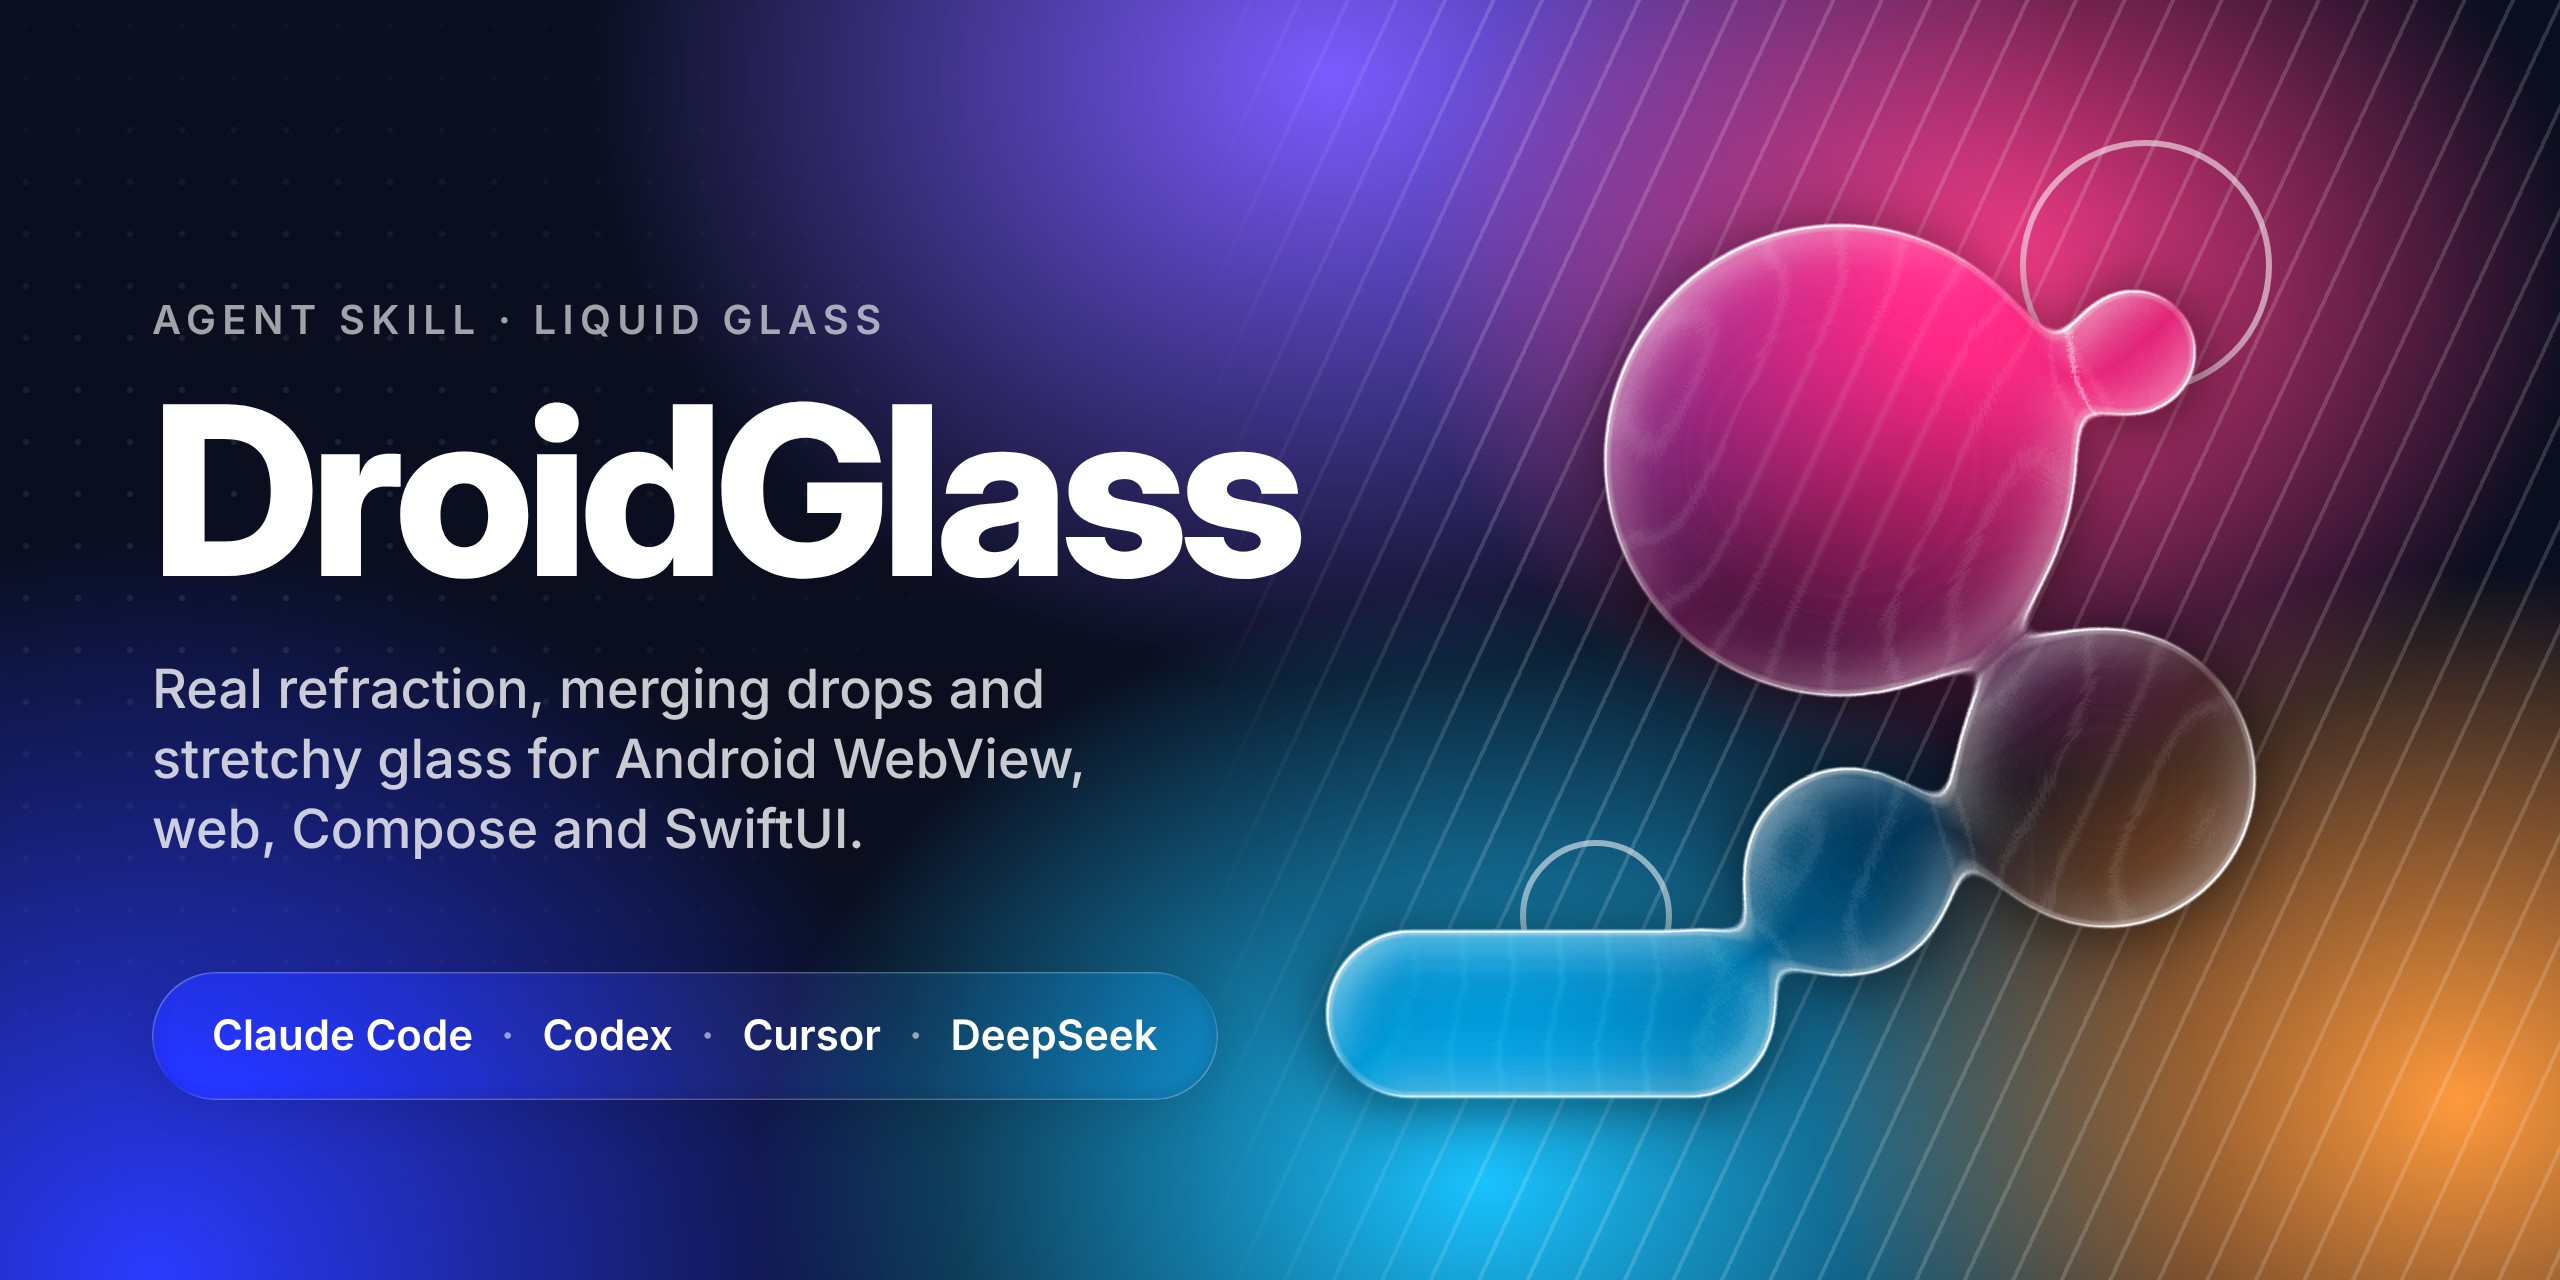 AGENT SKILL · LIQUID GLASS
DroidGlass
Real refraction, merging drops and
stretchy glass for Android WebView,
web, Compose and SwiftUI.
Claude Code · Codex · Cursor · DeepSeek